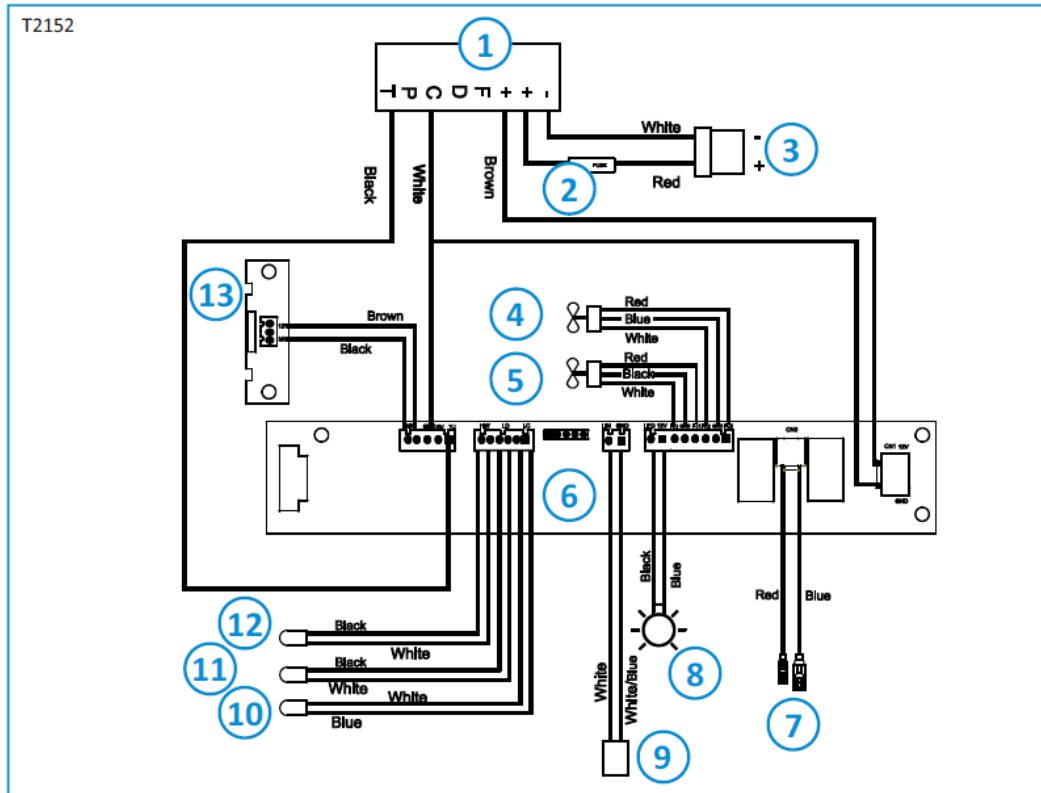 T2152
1
T P C D F + + -
White
-
3
+
FUSE
2
Red
Black
White
Brown
13
Brown
Black
4
Red
Blue
White
5
Red
Black
White
CN2
CN1 12V
GND
6
Black
Blue
Red
Blue
12
Black
White
11
Black
White
10
White
Blue
White
White/Blue
8
7
9